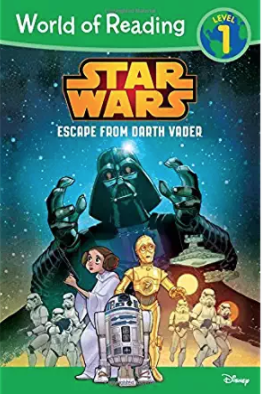 World of Reading
LEVEL
1
STAR
WARS
ESCAPE FROM DARTH VADER
Disney